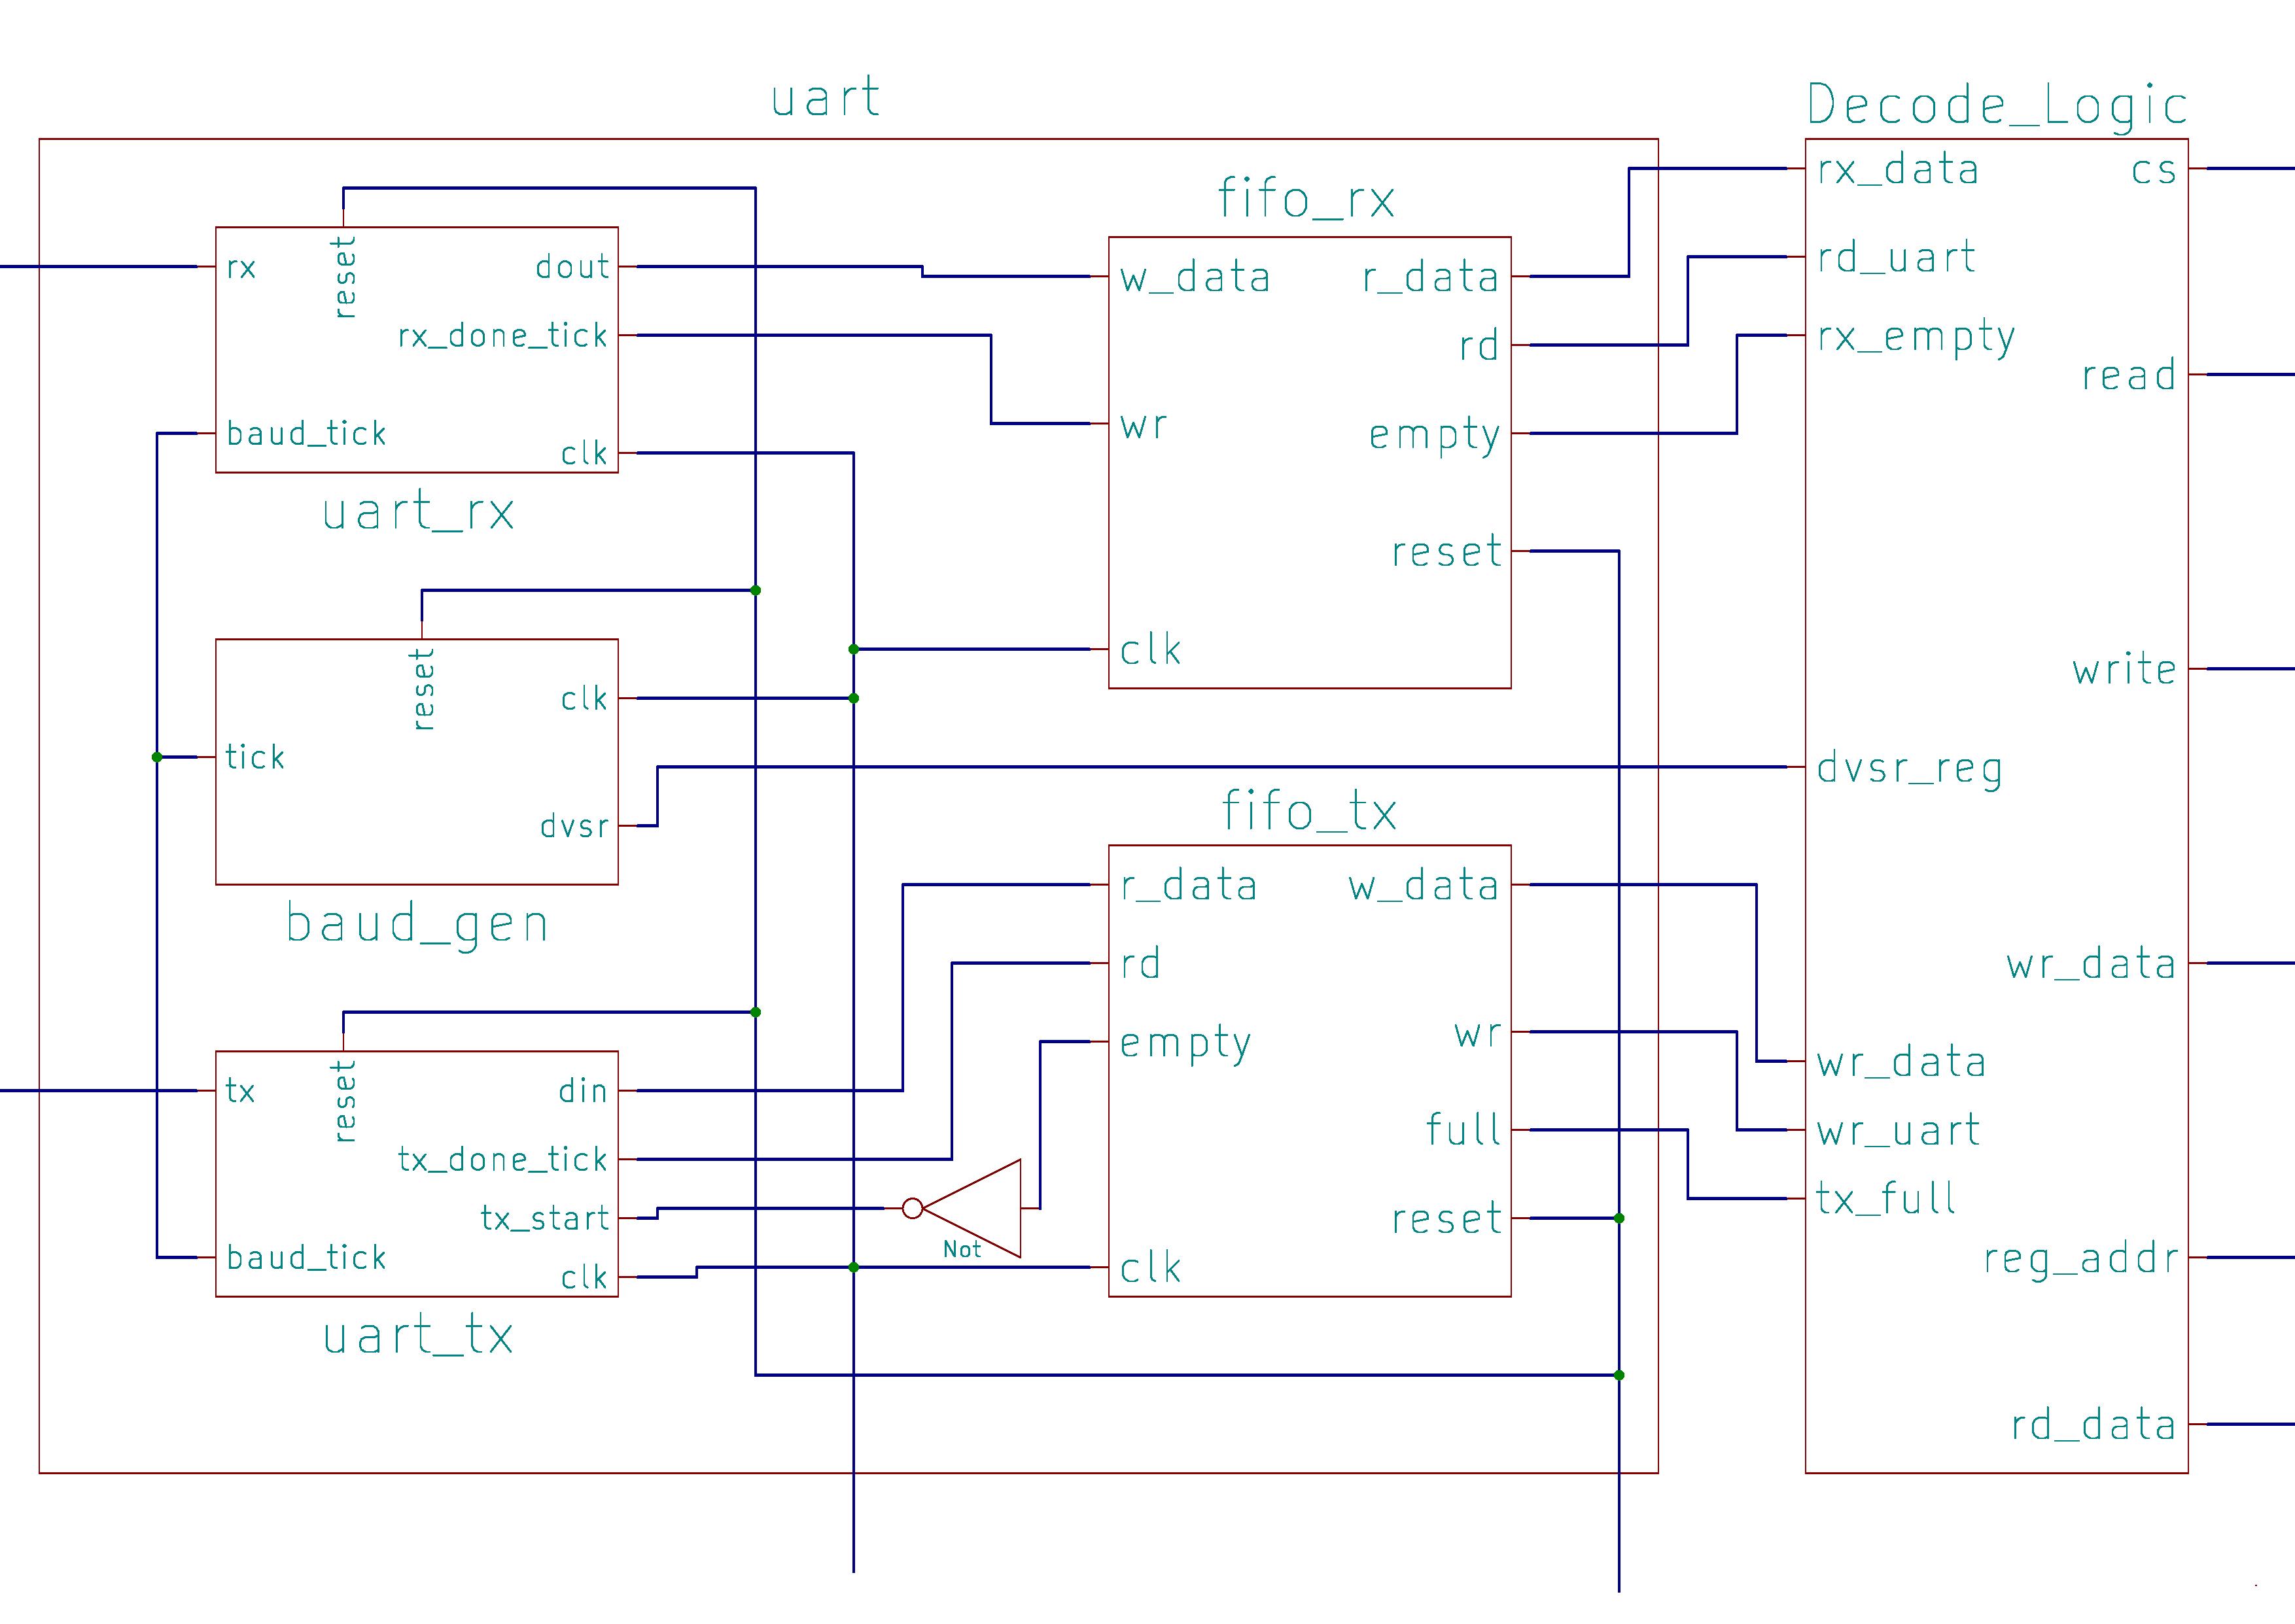 uart
Decode_Logic
uart_rx
rx
reset
dout
rx_done_tick
baud_tick
clk
fifo_rx
w_data
r_data
rd
wr
empty
reset
clk
baud_gen
reset
clk
tick
dvsr
fifo_tx
r_data
w_data
rd
empty
wr
full
reset
clk
uart_tx
tx
reset
din
tx_done_tick
tx_start
baud_tick
clk
Not
rx_data
cs
rd_uart
rx_empty
read
write
dvsr_reg
wr_data
wr_data
wr_uart
tx_full
reg_addr
rd_data